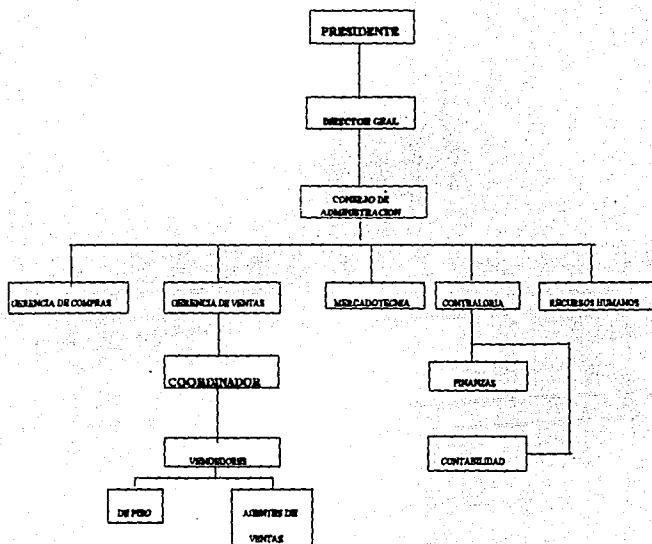 PRESIDENTE
DIRECTOR GRAL
CONSEJO DE
ADMINISTRACION
GERENCIA DE COMPRAS
GERENCIA DE VENTAS
MERCADOTECNIA
CONTRALORIA
RECURSOS HUMANOS
COORDINADOR
FINANZAS
VENDEDORES
CONTABILIDAD
DE PISO
AGENTES DE
VENTAS